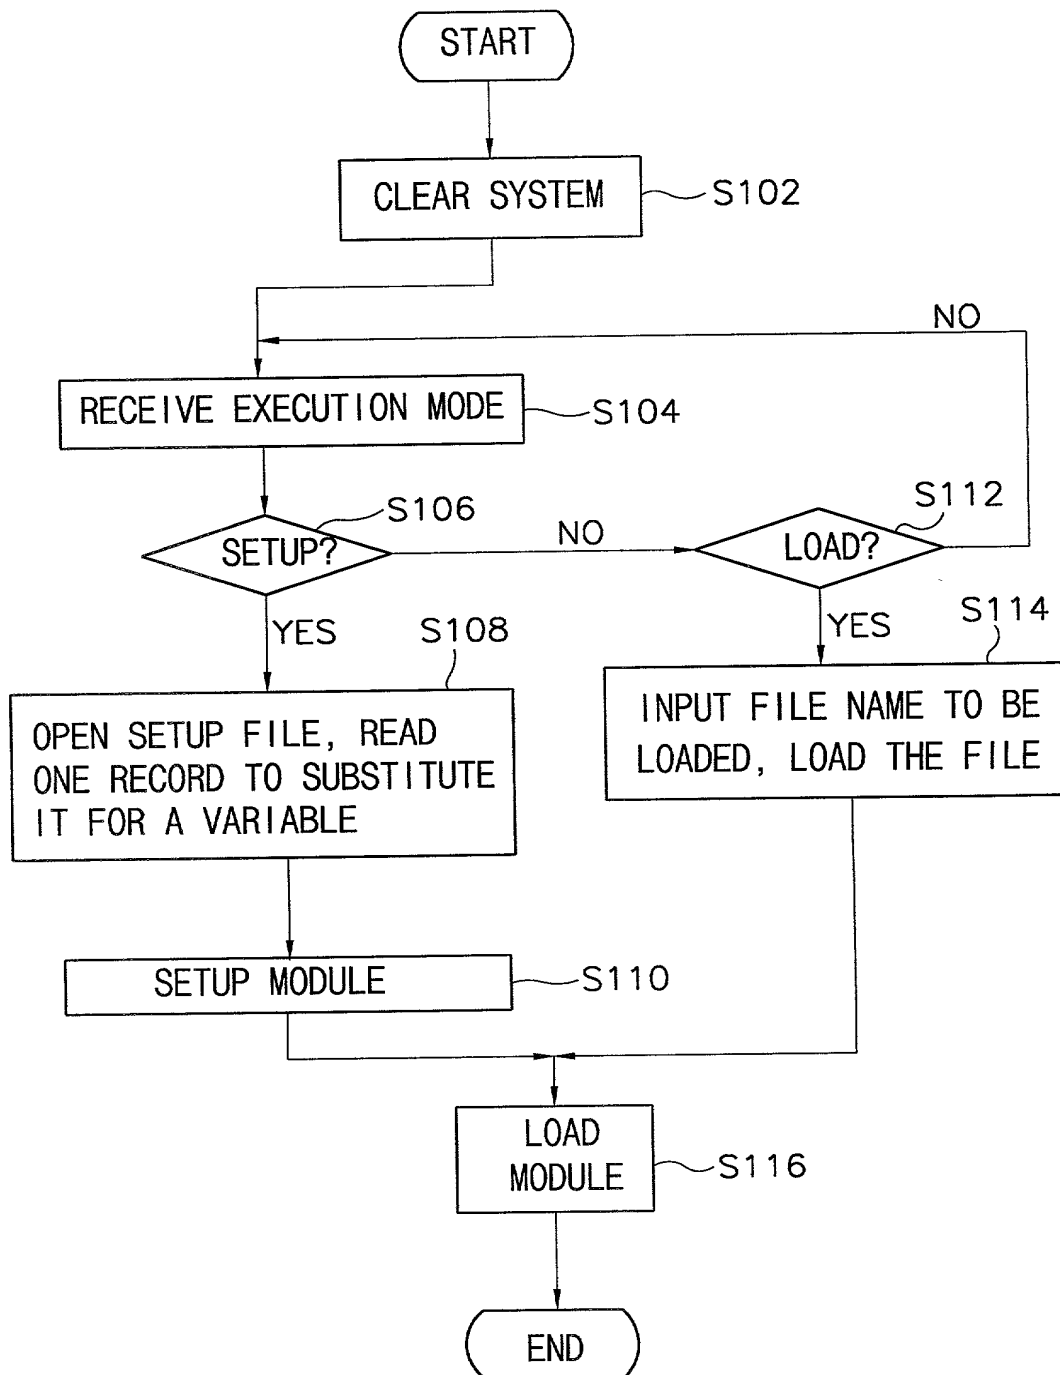 START
CLEAR SYSTEM
S102
NO
RECEIVE EXECUTION MODE
S104
S106
SETUP?
NO
S112
LOAD?
YES
S108
YES
S114
OPEN SETUP FILE, READ
ONE RECORD TO SUBSTITUTE
IT FOR A VARIABLE
INPUT FILE NAME TO BE
LOADED, LOAD THE FILE
SETUP MODULE
S110
LOAD
MODULE
S116
END